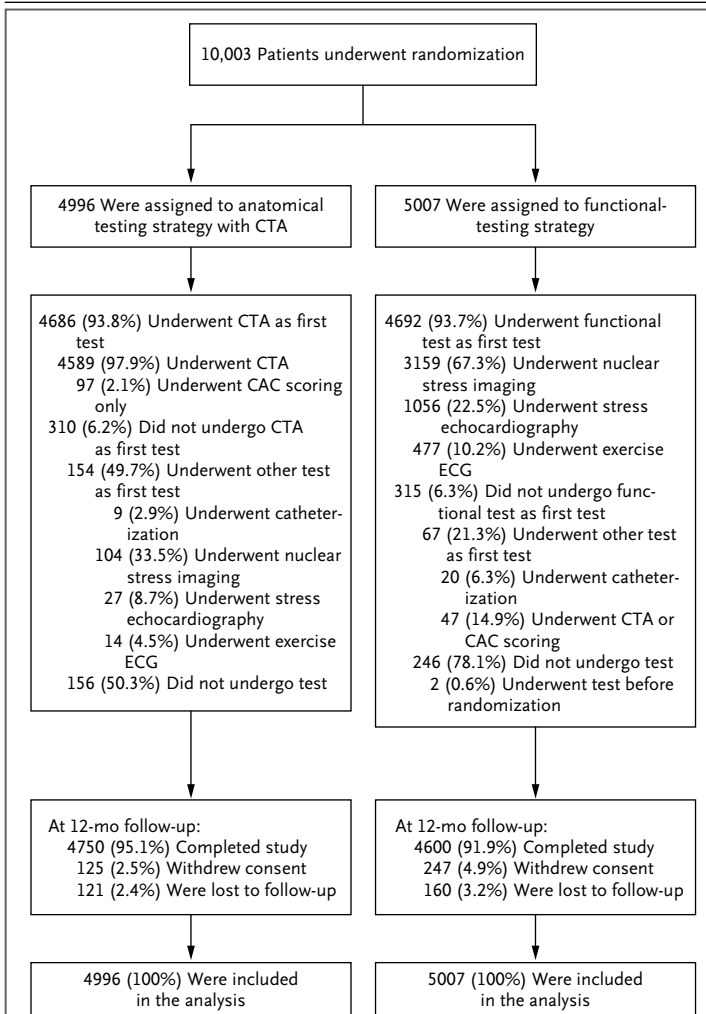 10,003 Patients underwent randomization
4996 Were assigned to anatomical
testing strategy with CTA
5007 Were assigned to functional-
testing strategy
4686 (93.8%) Underwent CTA as first
test
4589 (97.9%) Underwent CTA
97 (2.1%) Underwent CAC scoring
only
310 (6.2%) Did not undergo CTA
as first test
154 (49.7%) Underwent other test
as first test
9 (2.9%) Underwent catheter-
ization
104 (33.5%) Underwent nuclear
stress imaging
27 (8.7%) Underwent stress
echocardiography
14 (4.5%) Underwent exercise
ECG
156 (50.3%) Did not undergo test
4692 (93.7%) Underwent functional
test as first test
3159 (67.3%) Underwent nuclear
stress imaging
1056 (22.5%) Underwent stress
echocardiography
477 (10.2%) Underwent exercise
ECG
315 (6.3%) Did not undergo func-
tional test as first test
67 (21.3%) Underwent other test
as first test
20 (6.3%) Underwent catheter-
ization
47 (14.9%) Underwent CTA or
CAC scoring
246 (78.1%) Did not undergo test
2 (0.6%) Underwent test before
randomization
At 12-mo follow-up:
4750 (95.1%) Completed study
125 (2.5%) Withdrew consent
121 (2.4%) Were lost to follow-up
At 12-mo follow-up:
4600 (91.9%) Completed study
247 (4.9%) Withdrew consent
160 (3.2%) Were lost to follow-up
4996 (100%) Were included
in the analysis
5007 (100%) Were included
in the analysis